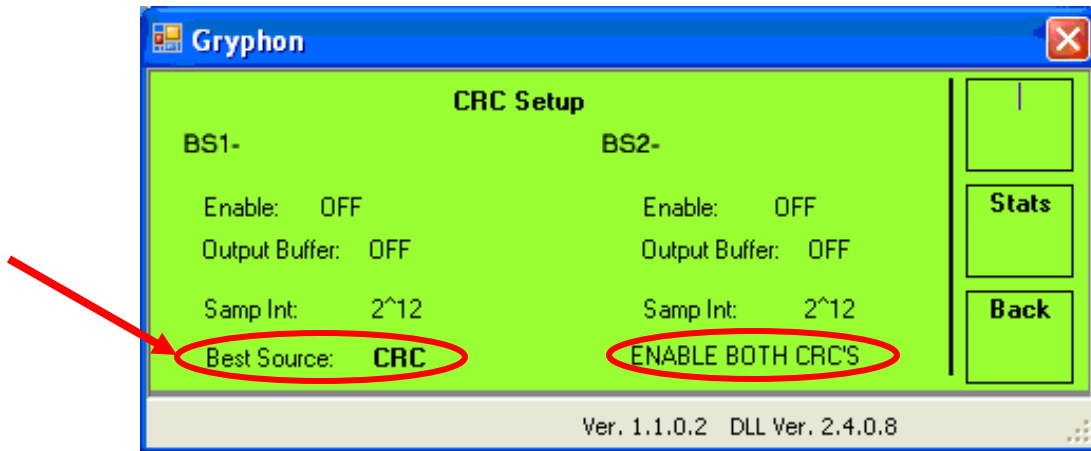 Gryphon
CRC Setup
BS1-
BS2-
Enable: OFF
Enable: OFF
Output Buffer: OFF
Output Buffer: OFF
Samp Int: 2^12
Samp Int: 2^12
Best Source: CRC
ENABLE BOTH CRC'S
Stats
Back
Ver. 1.1.0.2 DLL Ver. 2.4.0.8